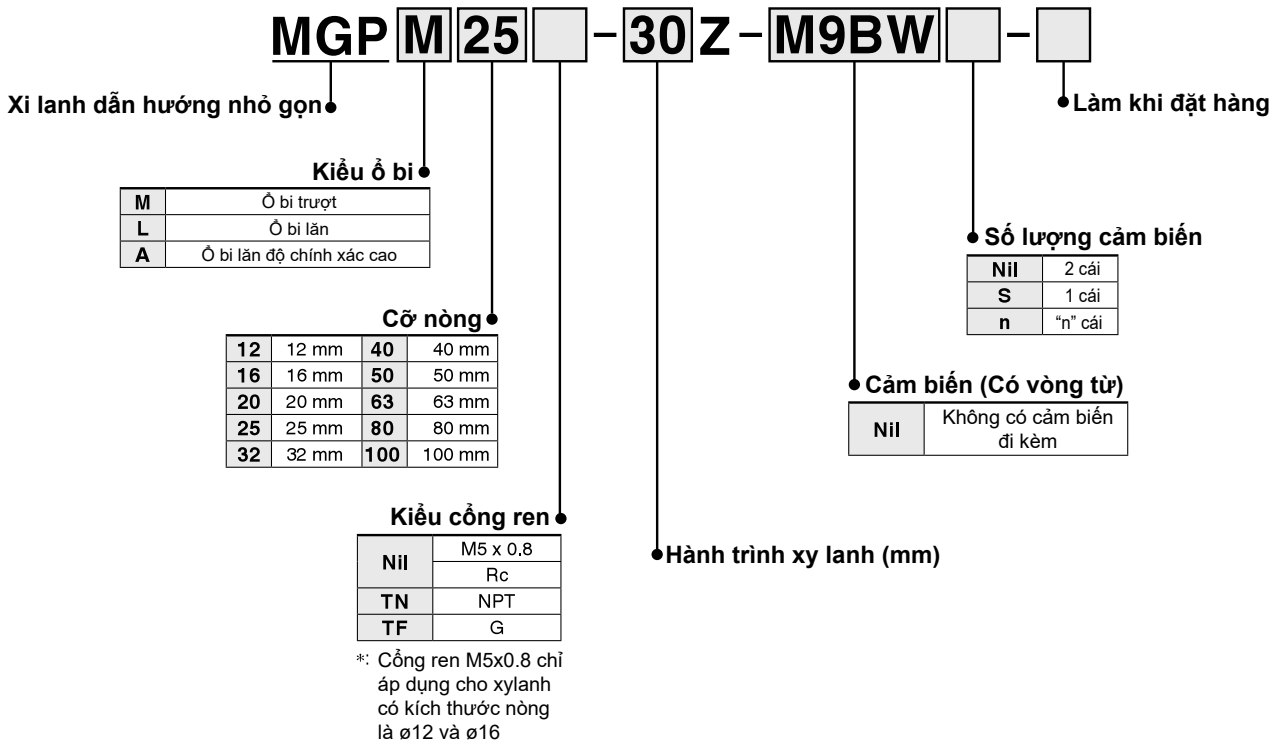 MGP M 25 - 30 Z - M9BW -
Xi lanh dẫn hướng nhỏ gọn
Làm khi đặt hàng
Kiểu ổ bi
M Ổ bi trượt
L Ổ bi lăn
A Ổ bi lăn độ chính xác cao
Số lượng cảm biến
Nil 2 cái
S 1 cái
n “n” cái
Cỡ nòng
12 12 mm 40 40 mm
16 16 mm 50 50 mm
20 20 mm 63 63 mm
25 25 mm 80 80 mm
32 32 mm 100 100 mm
Cảm biến (Có vòng từ)
Nil Không có cảm biến
đi kèm
Kiểu cổng ren
Nil M5 x 0.8
Rc
TN NPT
TF G
*: Cổng ren M5x0.8 chỉ
áp dụng cho xylanh
có kích thước nòng
là ø12 và ø16
Hành trình xy lanh (mm)